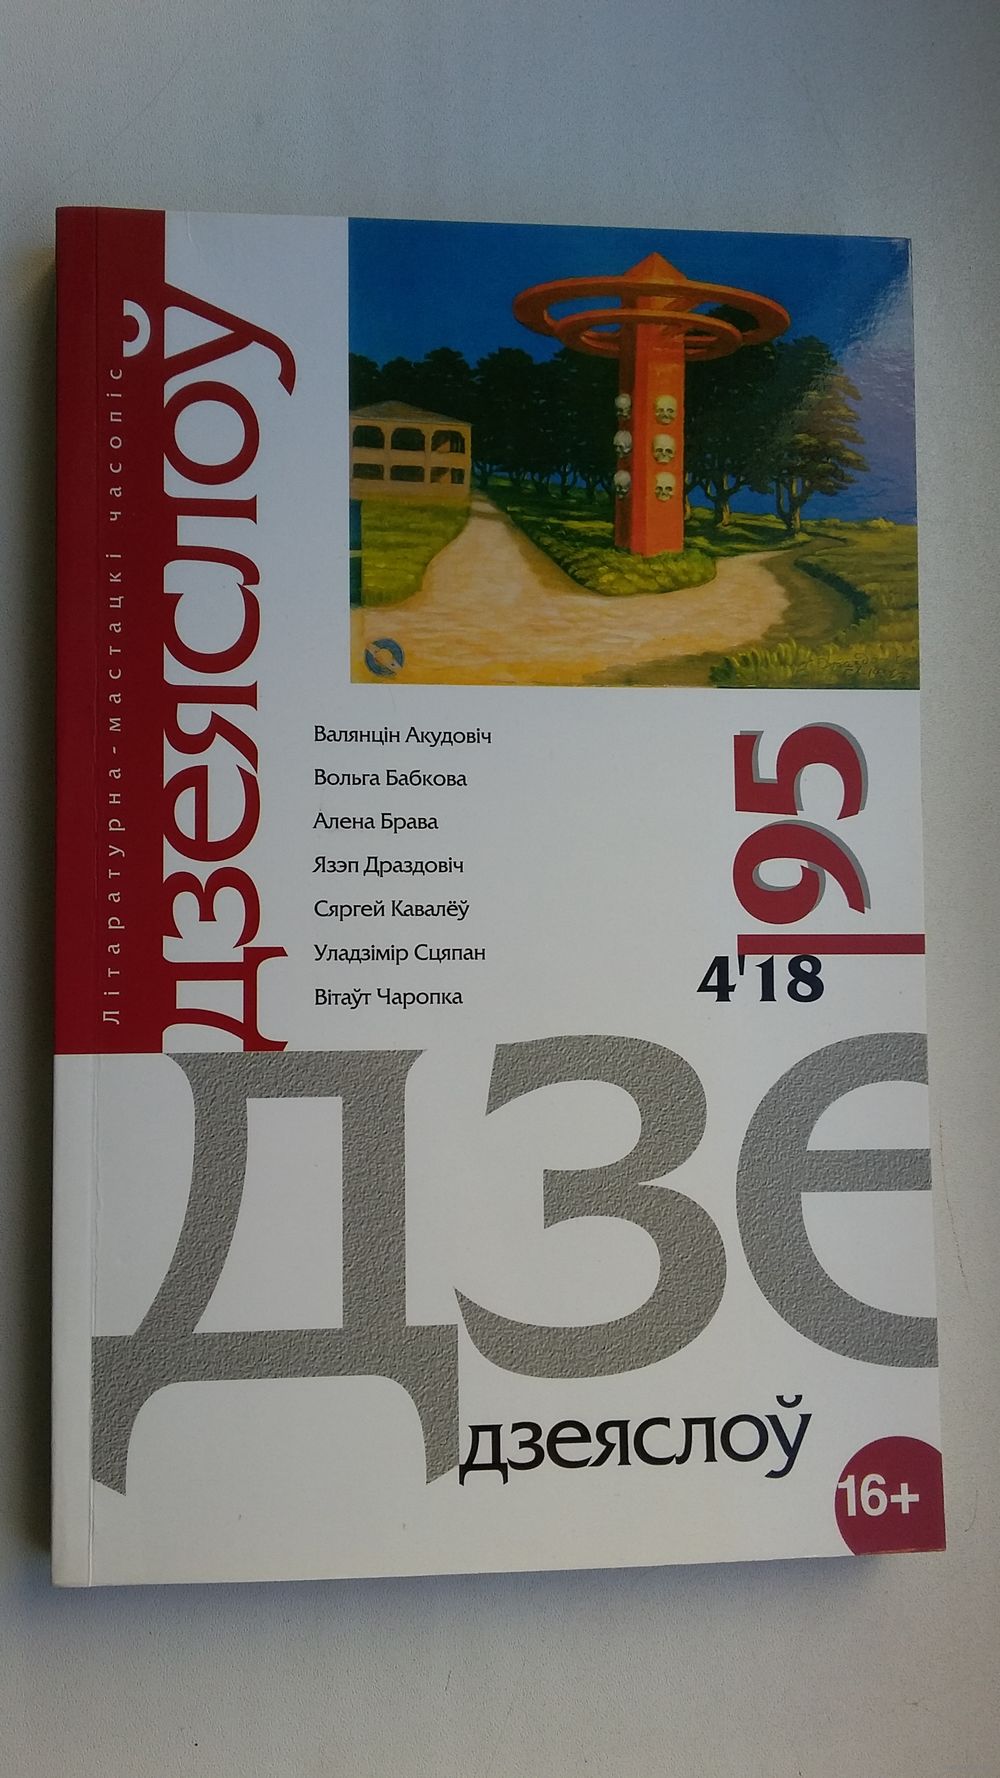 Літаратурна-мастацкі часопіс
дзеяслоў
Валянцін Акудовіч
Вольга Бабкова
Алена Брава
Язэп Драздовіч
Сяргей Кавалёў
Уладзімір Сцяпан
Вітаўт Чаропка
95
4'18
дзе
дзеяслоў
16+